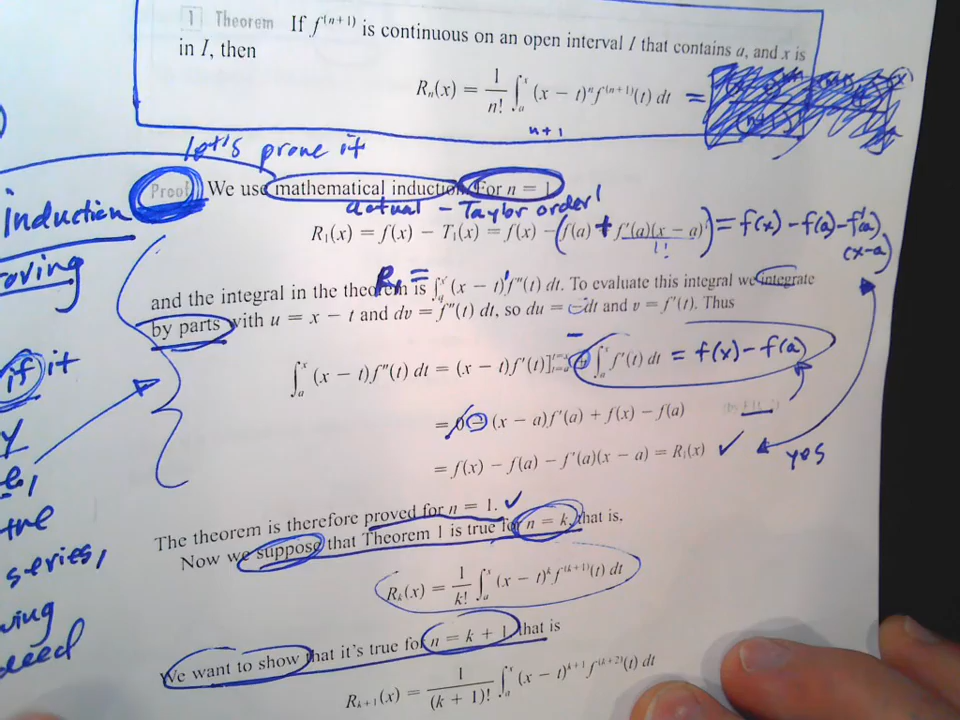 1 Theorem If f^(n+1) is continuous on an open interval I that contains a, and x is
in I, then
R_n(x) = 1/n! ∫_a^x (x − t)^n f^(n+1)(t) dt =
n+1
let's prove it
Proof We use mathematical induction. For n = 1
Induction
actual - Taylor order 1
R_1(x) = f(x) − T_1(x) = f(x) − (f(a) + f'(a)(x − a)/1!) = f(x) − f(a) − f'(a)
(x−a)
R_1 =
and the integral in the theorem is ∫_a^x (x − t)^1 f''(t) dt. To evaluate this integral we integrate
by parts with u = x − t and dv = f''(t) dt, so du = −dt and v = f'(t). Thus
∫_a^x (x − t) f''(t) dt = (x − t) f'(t)]_{t=a}^{t=x} + ∫_a^x f'(t) dt = f(x) − f(a)
if it
= 0 − (x − a) f'(a) + f(x) − f(a)
= f(x) − f(a) − f'(a)(x − a) = R_1(x) ✓
yes
the
The theorem is therefore proved for n = 1. ✓
series,
Now we suppose that Theorem 1 is true for n = k, that is,
R_k(x) = 1/k! ∫_a^x (x − t)^k f^(k+1)(t) dt
We want to show that it's true for n = k + 1, that is
R_{k+1}(x) = 1/(k + 1)! ∫_a^x (x − t)^{k+1} f^(k+2)(t) dt